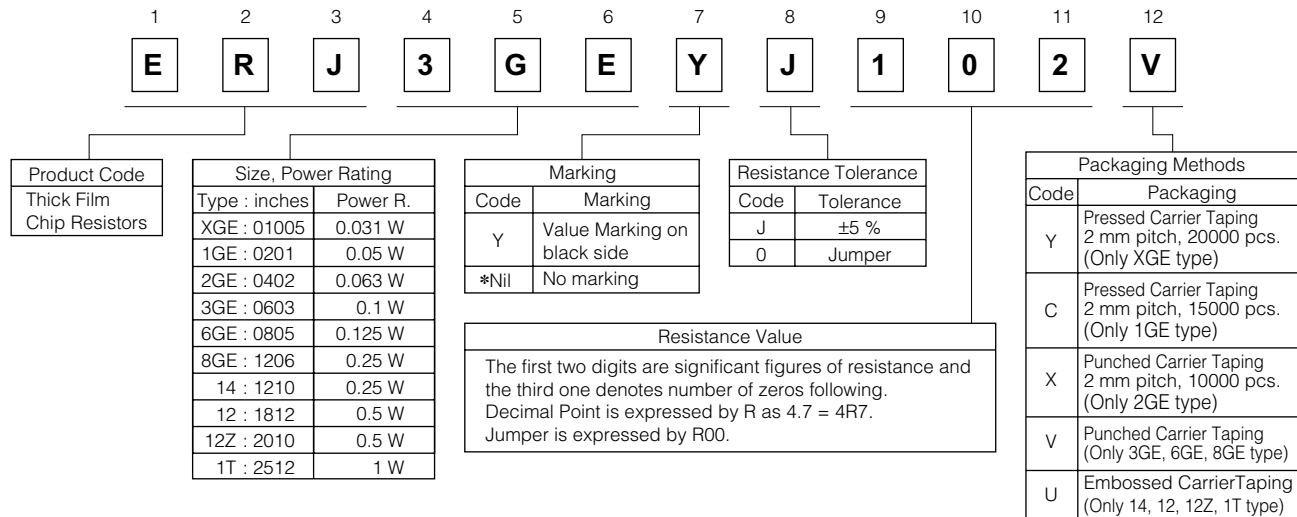 1 2 3 4 5 6 7 8 9 10 11 12
E R J 3 G E Y J 1 0 2 V
Product Code
Thick Film
Chip Resistors
Size, Power Rating
Type : inches Power R.
XGE : 01005 0.031 W
1GE : 0201 0.05 W
2GE : 0402 0.063 W
3GE : 0603 0.1 W
6GE : 0805 0.125 W
8GE : 1206 0.25 W
14 : 1210 0.25 W
12 : 1812 0.5 W
12Z : 2010 0.5 W
1T : 2512 1 W
Marking
Code Marking
Y Value Marking on
black side
*Nil No marking
Resistance Tolerance
Code Tolerance
J ±5 %
0 Jumper
Resistance Value
The first two digits are significant figures of resistance and
the third one denotes number of zeros following.
Decimal Point is expressed by R as 4.7 = 4R7.
Jumper is expressed by R00.
Packaging Methods
Code Packaging
Y Pressed Carrier Taping
2 mm pitch, 20000 pcs.
(Only XGE type)
C Pressed Carrier Taping
2 mm pitch, 15000 pcs.
(Only 1GE type)
X Punched Carrier Taping
2 mm pitch, 10000 pcs.
(Only 2GE type)
V Punched Carrier Taping
(Only 3GE, 6GE, 8GE type)
U Embossed CarrierTaping
(Only 14, 12, 12Z, 1T type)